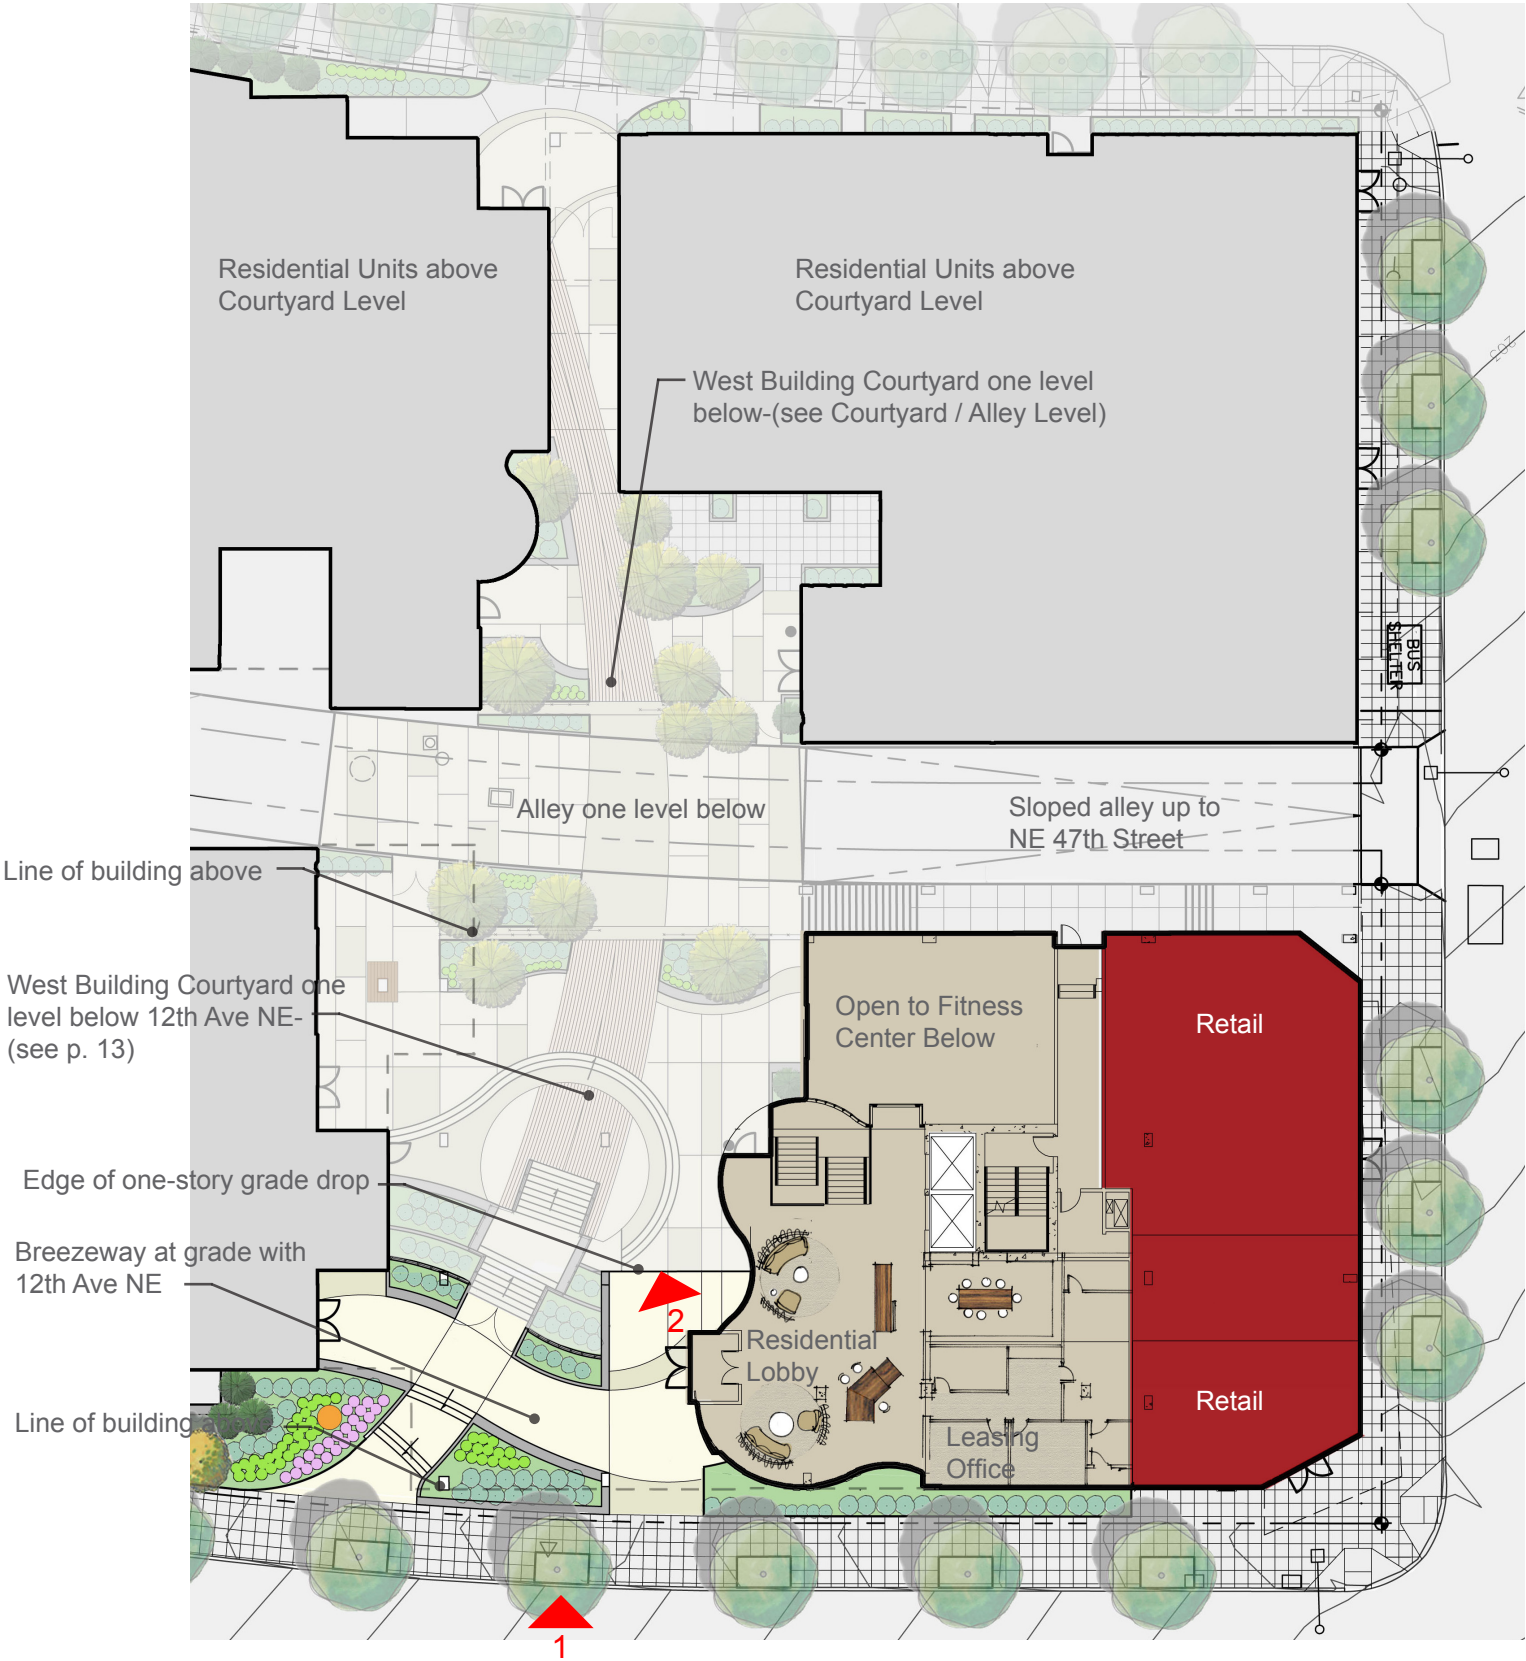 Residential Units above
Courtyard Level
Residential Units above
Courtyard Level
West Building Courtyard one level
below-(see Courtyard / Alley Level)
203
BUS
SHELTER
Alley one level below
Sloped alley up to
NE 47th Street
Line of building above
West Building Courtyard one
level below 12th Ave NE-
(see p. 13)
Open to Fitness
Center Below
Retail
Edge of one-story grade drop
Breezeway at grade with
12th Ave NE
2
Residential
Lobby
Retail
Line of building
Leasing
Office
1